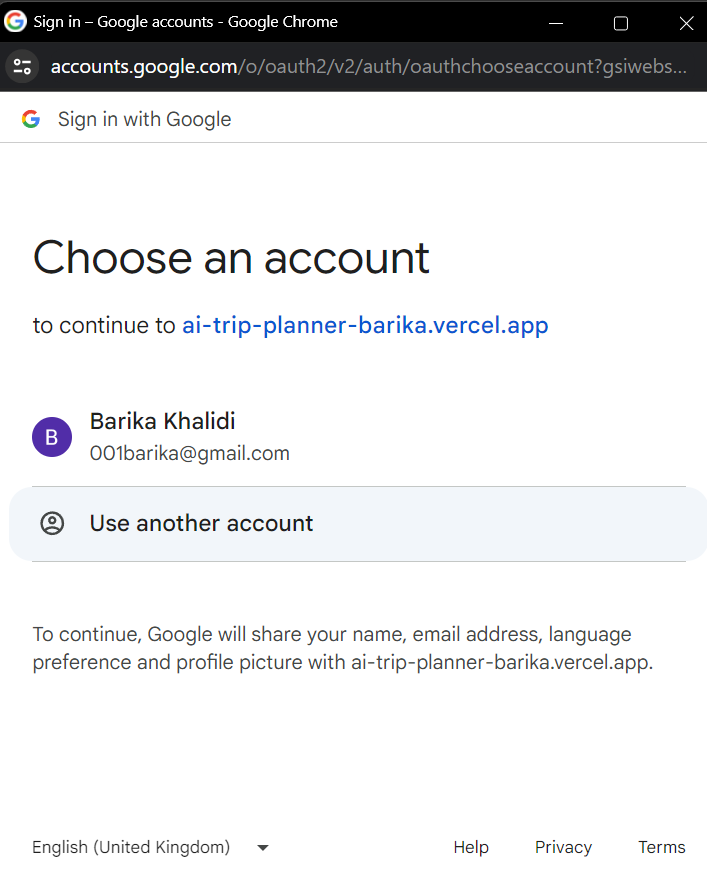 Sign in – Google accounts - Google Chrome
accounts.google.com/o/oauth2/v2/auth/oauthchooseaccount?gsiwebs...
Sign in with Google
Choose an account
to continue to ai-trip-planner-barika.vercel.app
B
Barika Khalidi
001barika@gmail.com
Use another account
To continue, Google will share your name, email address, language
preference and profile picture with ai-trip-planner-barika.vercel.app.
English (United Kingdom)
Help Privacy Terms